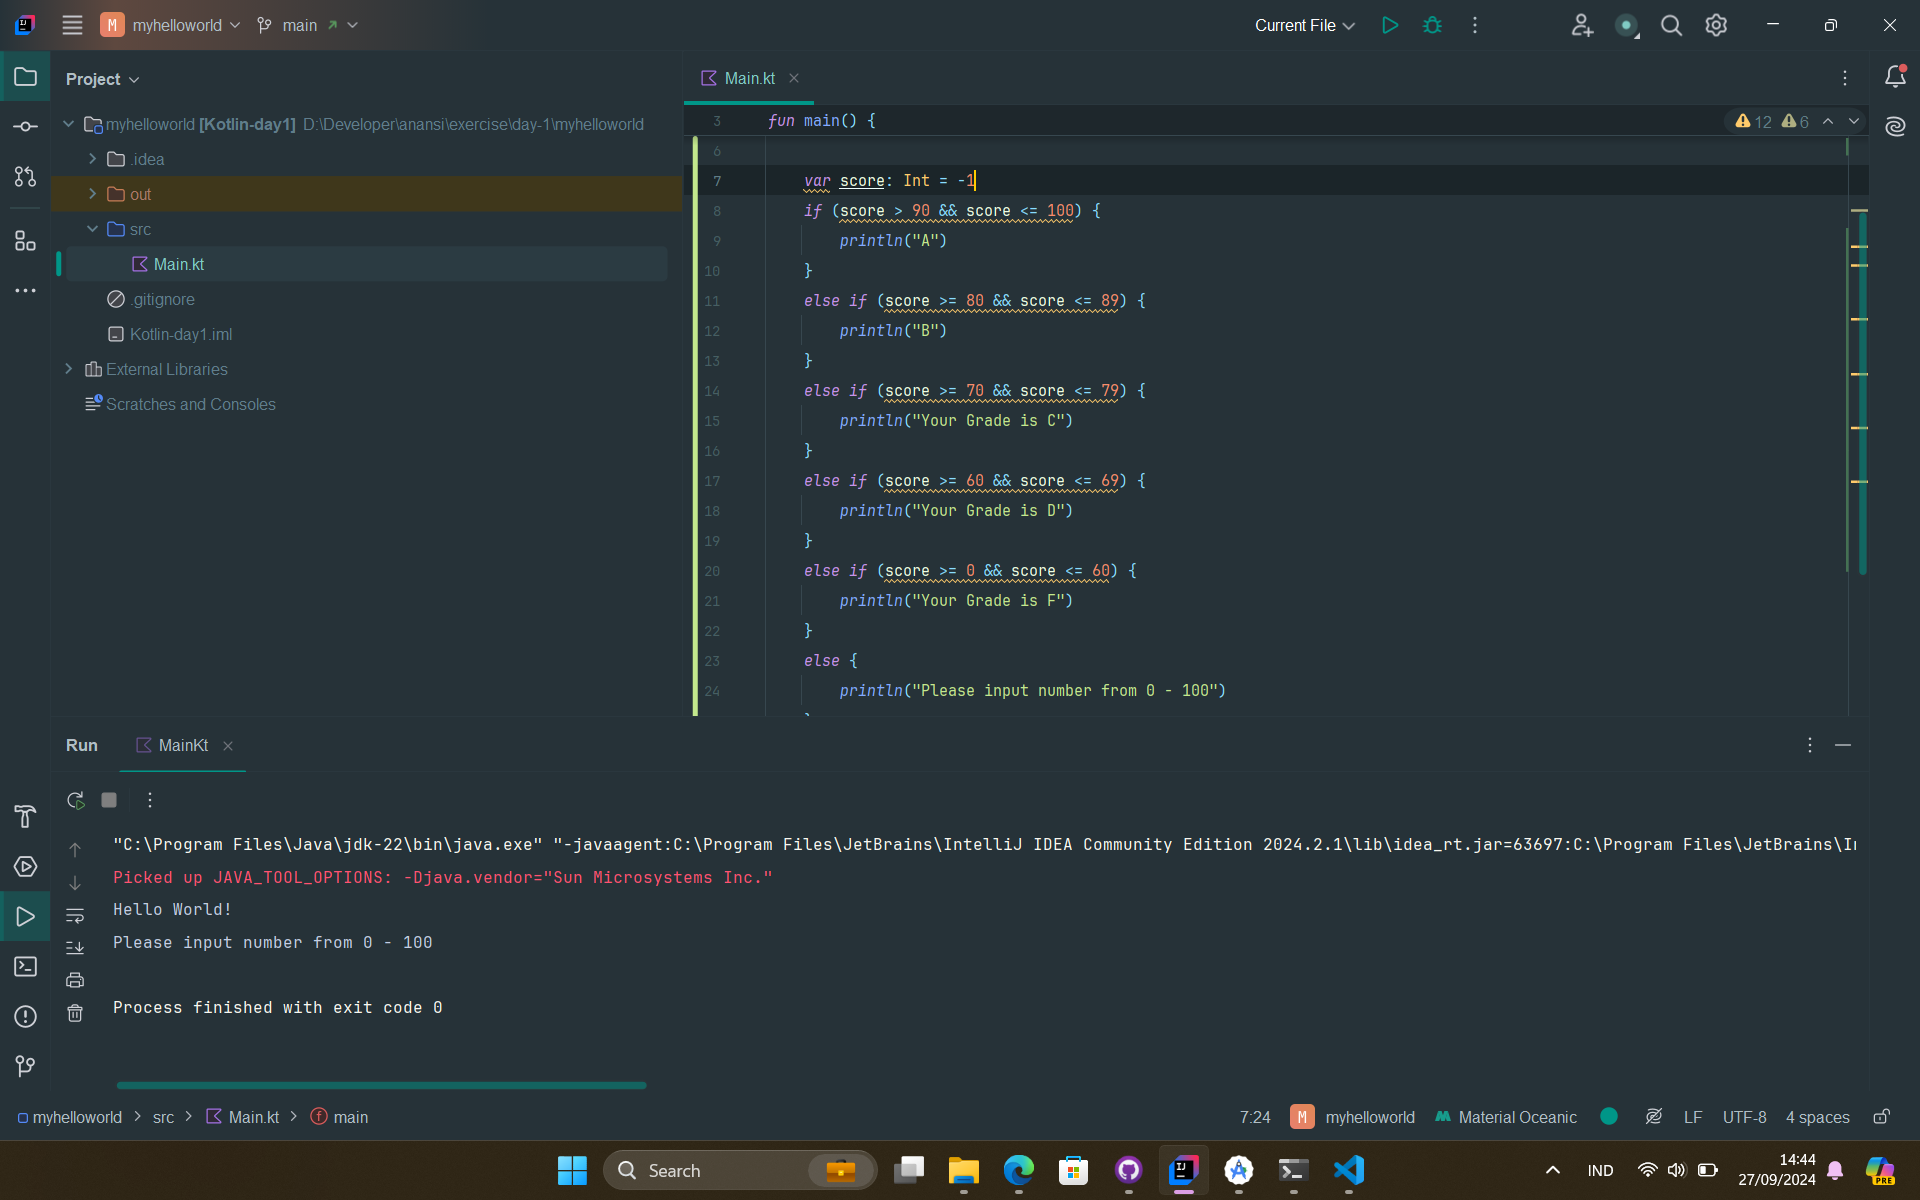 M myhelloworld main Current File
Project
Main.kt
myhelloworld [Kotlin-day1] D:\Developer\anansi\exercise\day-1\myhelloworld
.idea
out
src
Main.kt
.gitignore
Kotlin-day1.iml
External Libraries
Scratches and Consoles
3 fun main() {
12 6
6
7 var score: Int = -1
8 if (score > 90 && score <= 100) {
9 println("A")
10 }
11 else if (score >= 80 && score <= 89) {
12 println("B")
13 }
14 else if (score >= 70 && score <= 79) {
15 println("Your Grade is C")
16 }
17 else if (score >= 60 && score <= 69) {
18 println("Your Grade is D")
19 }
20 else if (score >= 0 && score <= 60) {
21 println("Your Grade is F")
22 }
23 else {
24 println("Please input number from 0 - 100")
Run MainKt
"C:\Program Files\Java\jdk-22\bin\java.exe" "-javaagent:C:\Program Files\JetBrains\IntelliJ IDEA Community Edition 2024.2.1\lib\idea_rt.jar=63697:C:\Program Files\JetBrains\In
Picked up JAVA_TOOL_OPTIONS: -Djava.vendor="Sun Microsystems Inc."
Hello World!
Please input number from 0 - 100
Process finished with exit code 0
myhelloworld > src > Main.kt > main
7:24 M myhelloworld Material Oceanic LF UTF-8 4 spaces
Search
IND
14:44
27/09/2024
PRE